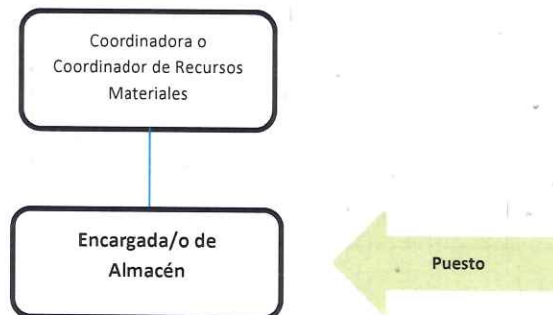 Coordinadora o
Coordinador de Recursos
Materiales
Encargada/o de
Almacén
Puesto